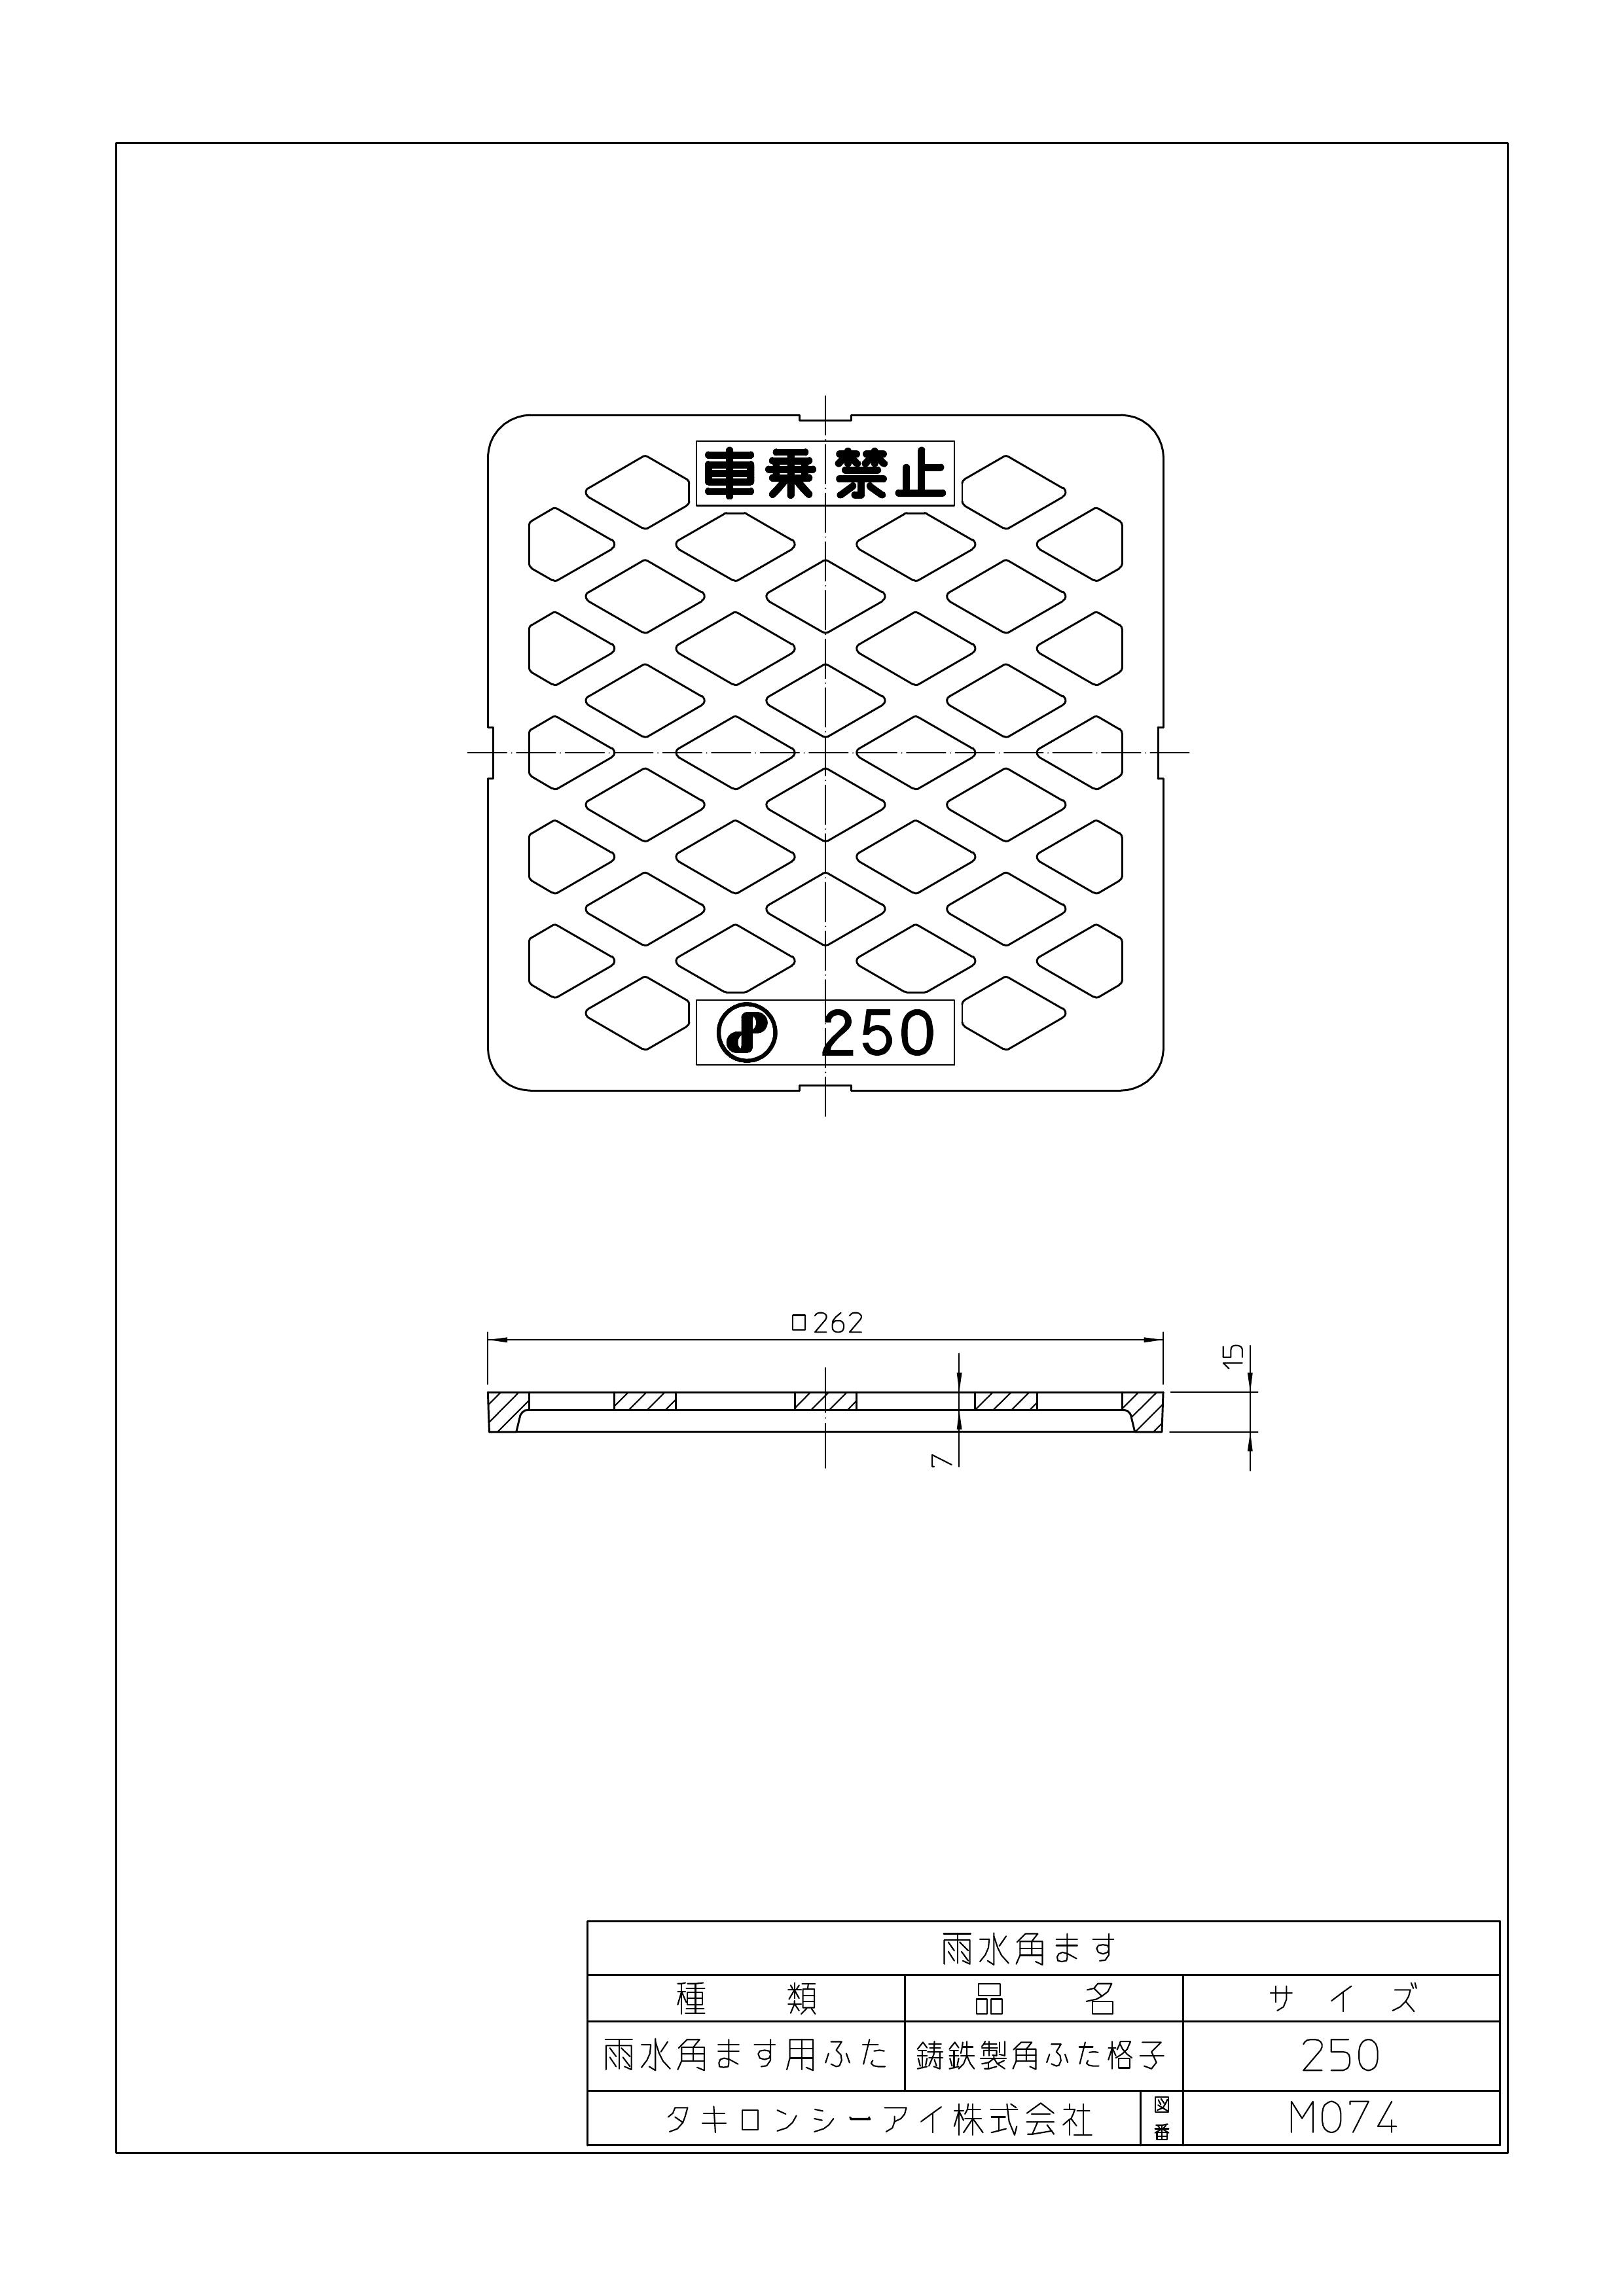 車乗禁止
250
□262
15
7
雨水角ます
種類 品名 サイズ
雨水角ます用ふた 鋳鉄製角ふた格子 250
タキロンシーアイ株式会社 図番 M074